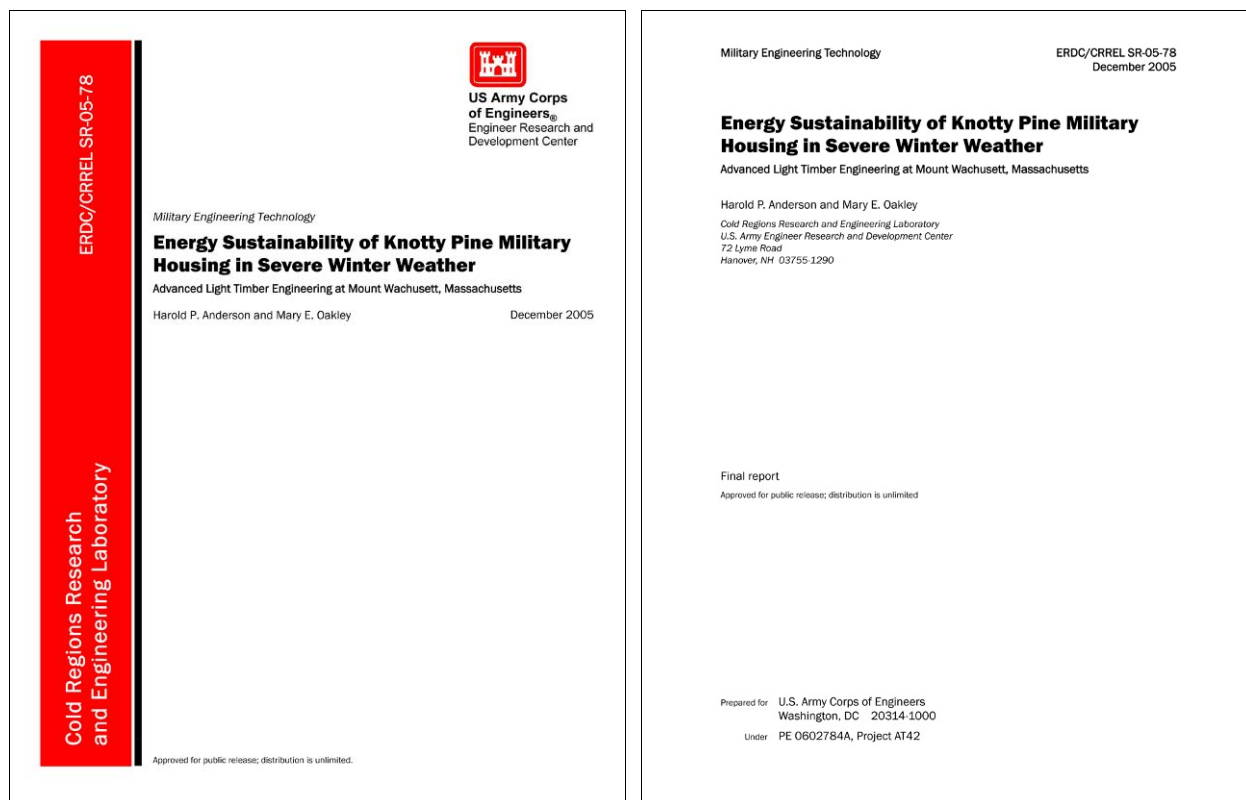 ERDC/CRREL SR-05-78
Cold Regions Research
and Engineering Laboratory
US Army Corps
of Engineers®
Engineer Research and
Development Center
Military Engineering Technology
Energy Sustainability of Knotty Pine Military
Housing in Severe Winter Weather
Advanced Light Timber Engineering at Mount Wachusett, Massachusetts
Harold P. Anderson and Mary E. Oakley December 2005
Approved for public release; distribution is unlimited.
Military Engineering Technology ERDC/CRREL SR-05-78
December 2005
Energy Sustainability of Knotty Pine Military
Housing in Severe Winter Weather
Advanced Light Timber Engineering at Mount Wachusett, Massachusetts
Harold P. Anderson and Mary E. Oakley
Cold Regions Research and Engineering Laboratory
U.S. Army Engineer Research and Development Center
72 Lyme Road
Hanover, NH 03755-1290
Final report
Approved for public release; distribution is unlimited
Prepared for U.S. Army Corps of Engineers
Washington, DC 20314-1000
Under PE 0602784A, Project AT42